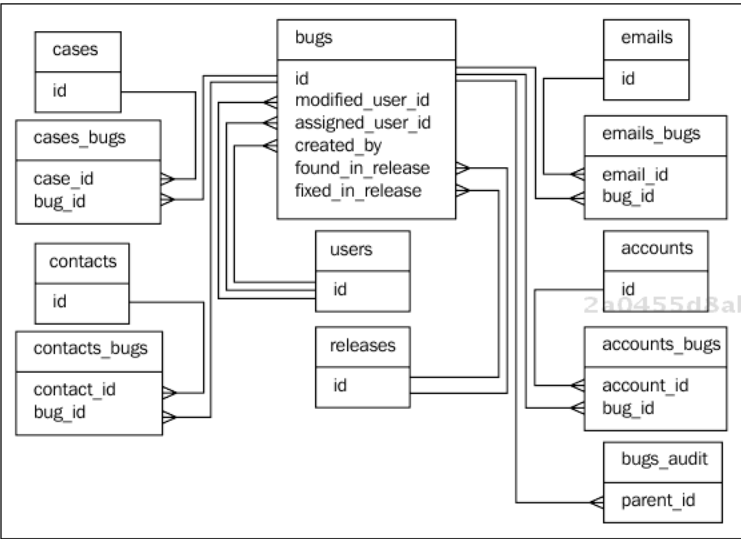 cases
id
cases_bugs
case_id
bug_id
contacts
id
contacts_bugs
contact_id
bug_id
bugs
id
modified_user_id
assigned_user_id
created_by
found_in_release
fixed_in_release
users
id
releases
id
emails
id
emails_bugs
email_id
bug_id
accounts
id
2a0455d8al
accounts_bugs
account_id
bug_id
bugs_audit
parent_id